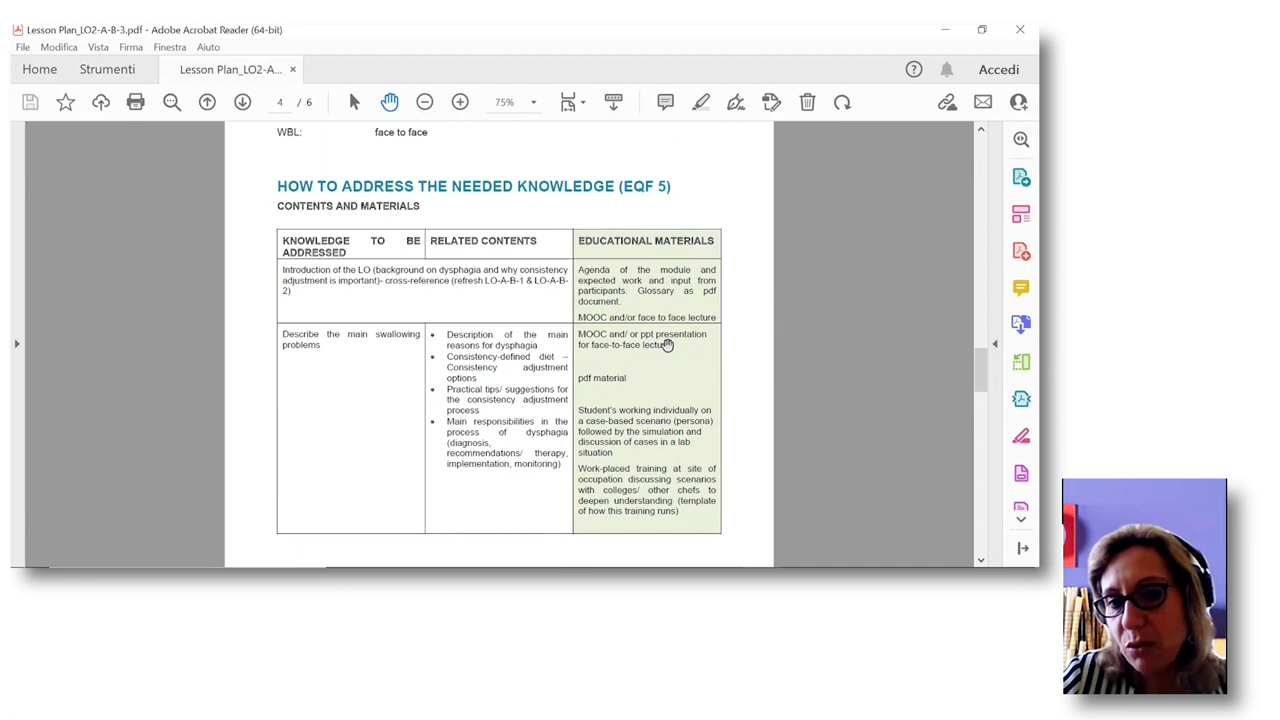 Lesson Plan_LO2-A-B-3.pdf - Adobe Acrobat Reader (64-bit)
File Modifica Vista Firma Finestra Aiuto
Home Strumenti Lesson Plan_LO2-A... × Accedi
4 / 6 75%
WBL: face to face
HOW TO ADDRESS THE NEEDED KNOWLEDGE (EQF 5)
CONTENTS AND MATERIALS
KNOWLEDGE TO BE
ADDRESSED
RELATED CONTENTS
EDUCATIONAL MATERIALS
Introduction of the LO (background on dysphagia and why consistency
adjustment is important)- cross-reference (refresh LO-A-B-1 & LO-A-B-
2)
Agenda of the module and
expected work and input from
participants. Glossary as pdf
document.
MOOC and/or face to face lecture
Describe the main swallowing
problems
• Description of the main
reasons for dysphagia
• Consistency-defined diet –
Consistency adjustment
options
• Practical tips/ suggestions for
the consistency adjustment
process
• Main responsibilities in the
process of dysphagia
(diagnosis,
recommendations/ therapy,
implementation, monitoring)
MOOC and/ or ppt presentation
for face-to-face lecture
pdf material
Student's working individually on
a case-based scenario (persona)
followed by the simulation and
discussion of cases in a lab
situation
Work-placed training at site of
occupation discussing scenarios
with colleges/ other chefs to
deepen understanding (template
of how this training runs)